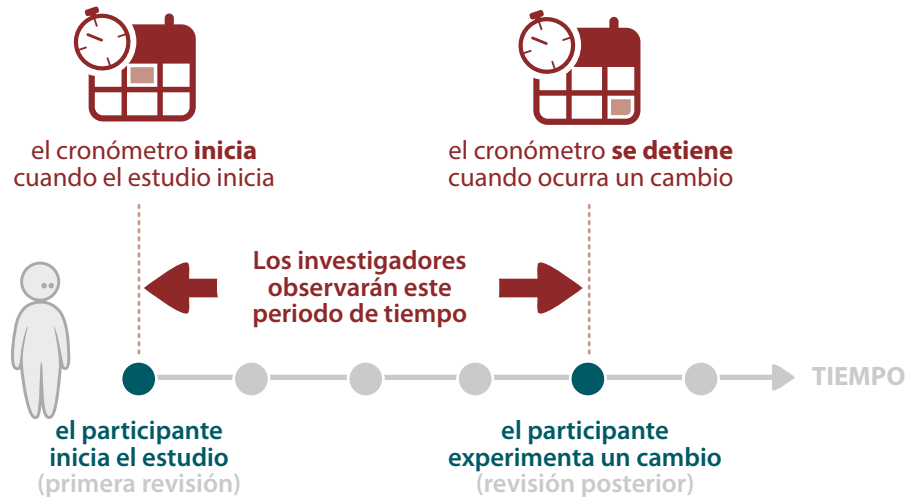 el cronómetro inicia
cuando el estudio inicia
el cronómetro se detiene
cuando ocurra un cambio
Los investigadores
observarán este
periodo de tiempo
TIEMPO
el participante
inicia el estudio
(primera revisión)
el participante
experimenta un cambio
(revisión posterior)